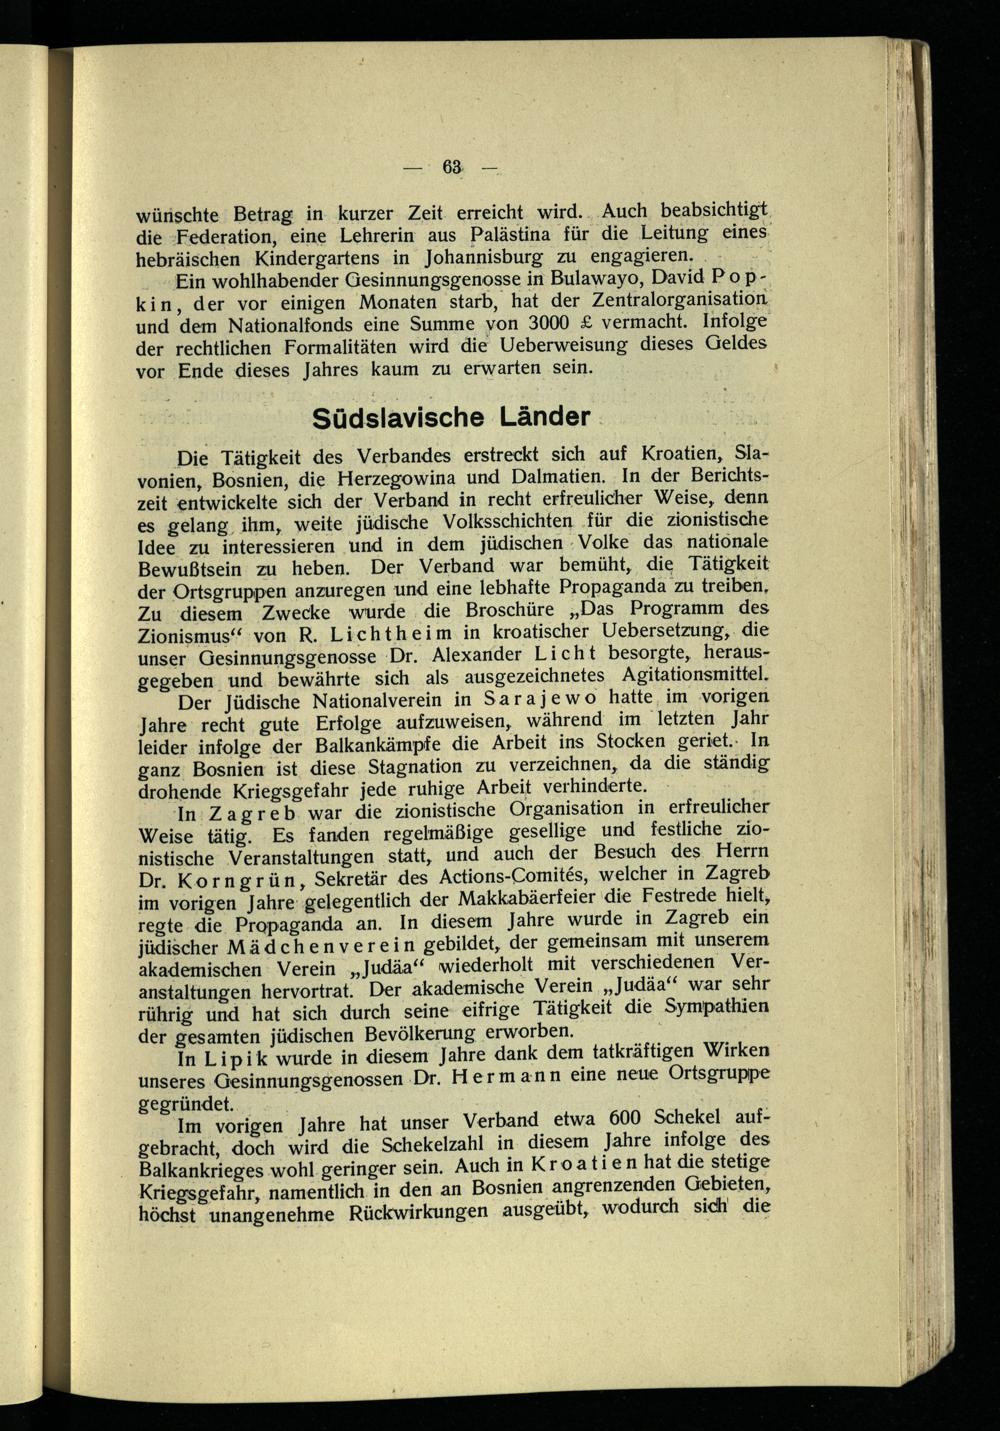 — 63 —
wünschte Betrag in kurzer Zeit erreicht wird. Auch beabsichtigt
die Federation, eine Lehrerin aus Palästina für die Leitung eines
hebräischen Kindergartens in Johannisburg zu engagieren.
Ein wohlhabender Gesinnungsgenosse in Bulawayo, David Pop-
kin, der vor einigen Monaten starb, hat der Zentralorganisation
und dem Nationalfonds eine Summe von 3000 £ vermacht. Infolge
der rechtlichen Formalitäten wird die Ueberweisung dieses Geldes
vor Ende dieses Jahres kaum zu erwarten sein.
Südslavische Länder
Die Tätigkeit des Verbandes erstreckt sich auf Kroatien, Sla-
vonien, Bosnien, die Herzegowina und Dalmatien. In der Berichts-
zeit entwickelte sich der Verband in recht erfreulicher Weise, denn
es gelang ihm, weite jüdische Volksschichten für die zionistische
Idee zu interessieren und in dem jüdischen Volke das nationale
Bewußtsein zu heben. Der Verband war bemüht, die Tätigkeit
der Ortsgruppen anzuregen und eine lebhafte Propaganda zu treiben.
Zu diesem Zwecke wurde die Broschüre „Das Programm des
Zionismus“ von R. Lichtheim in kroatischer Uebersetzung, die
unser Gesinnungsgenosse Dr. Alexander Licht besorgte, heraus-
gegeben und bewährte sich als ausgezeichnetes Agitationsmittel.
Der Jüdische Nationalverein in Sarajewo hatte im vorigen
Jahre recht gute Erfolge aufzuweisen, während im letzten Jahr
leider infolge der Balkankämpfe die Arbeit ins Stocken geriet. In
ganz Bosnien ist diese Stagnation zu verzeichnen, da die ständig
drohende Kriegsgefahr jede ruhige Arbeit verhinderte.
In Zagreb war die zionistische Organisation in erfreulicher
Weise tätig. Es fanden regelmäßige gesellige und festliche zio-
nistische Veranstaltungen statt, und auch der Besuch des Herrn
Dr. Korngrün, Sekretär des Actions-Comités, welcher in Zagreb
im vorigen Jahre gelegentlich der Makkabäerfeier die Festrede hielt,
regte die Propaganda an. In diesem Jahre wurde in Zagreb ein
jüdischer Mädchenverein gebildet, der gemeinsam mit unserem
akademischen Verein „Judäa“ wiederholt mit verschiedenen Ver-
anstaltungen hervortrat. Der akademische Verein „Judäa“ war sehr
rührig und hat sich durch seine eifrige Tätigkeit die Sympathien
der gesamten jüdischen Bevölkerung erworben.
In Lipik wurde in diesem Jahre dank dem tatkräftigen Wirken
unseres Gesinnungsgenossen Dr. Hermann eine neue Ortsgruppe
gegründet.
Im vorigen Jahre hat unser Verband etwa 600 Schekel auf-
gebracht, doch wird die Schekelzahl in diesem Jahre infolge des
Balkankrieges wohl geringer sein. Auch in Kroatien hat die stetige
Kriegsgefahr, namentlich in den an Bosnien angrenzenden Gebieten,
höchst unangenehme Rückwirkungen ausgeübt, wodurch sich die